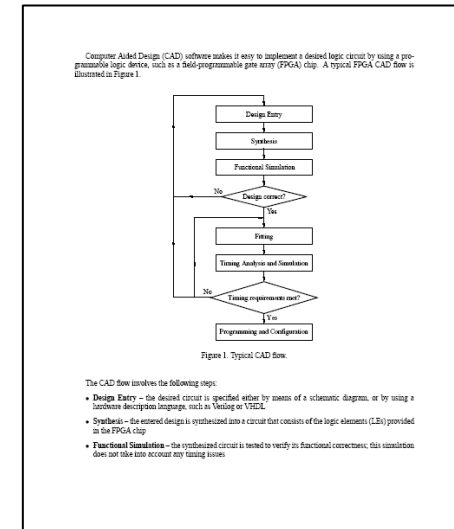 Computer Aided Design (CAD) software makes it easy to implement a desired logic circuit by using a pro-
grammable logic device, such as a field-programmable gate array (FPGA) chip. A typical FPGA CAD flow is
illustrated in Figure 1.
Design Entry
Synthesis
Functional Simulation
No
Design correct?
Yes
Fitting
Timing Analysis and Simulation
No
Timing requirements met?
Yes
Programming and Configuration
Figure 1. Typical CAD flow.
The CAD flow involves the following steps:
• Design Entry – the desired circuit is specified either by means of a schematic diagram, or by using a
hardware description language, such as Verilog or VHDL
• Synthesis – the entered design is synthesized into a circuit that consists of the logic elements (LEs) provided
in the FPGA chip
• Functional Simulation – the synthesized circuit is tested to verify its functional correctness; this simulation
does not take into account any timing issues